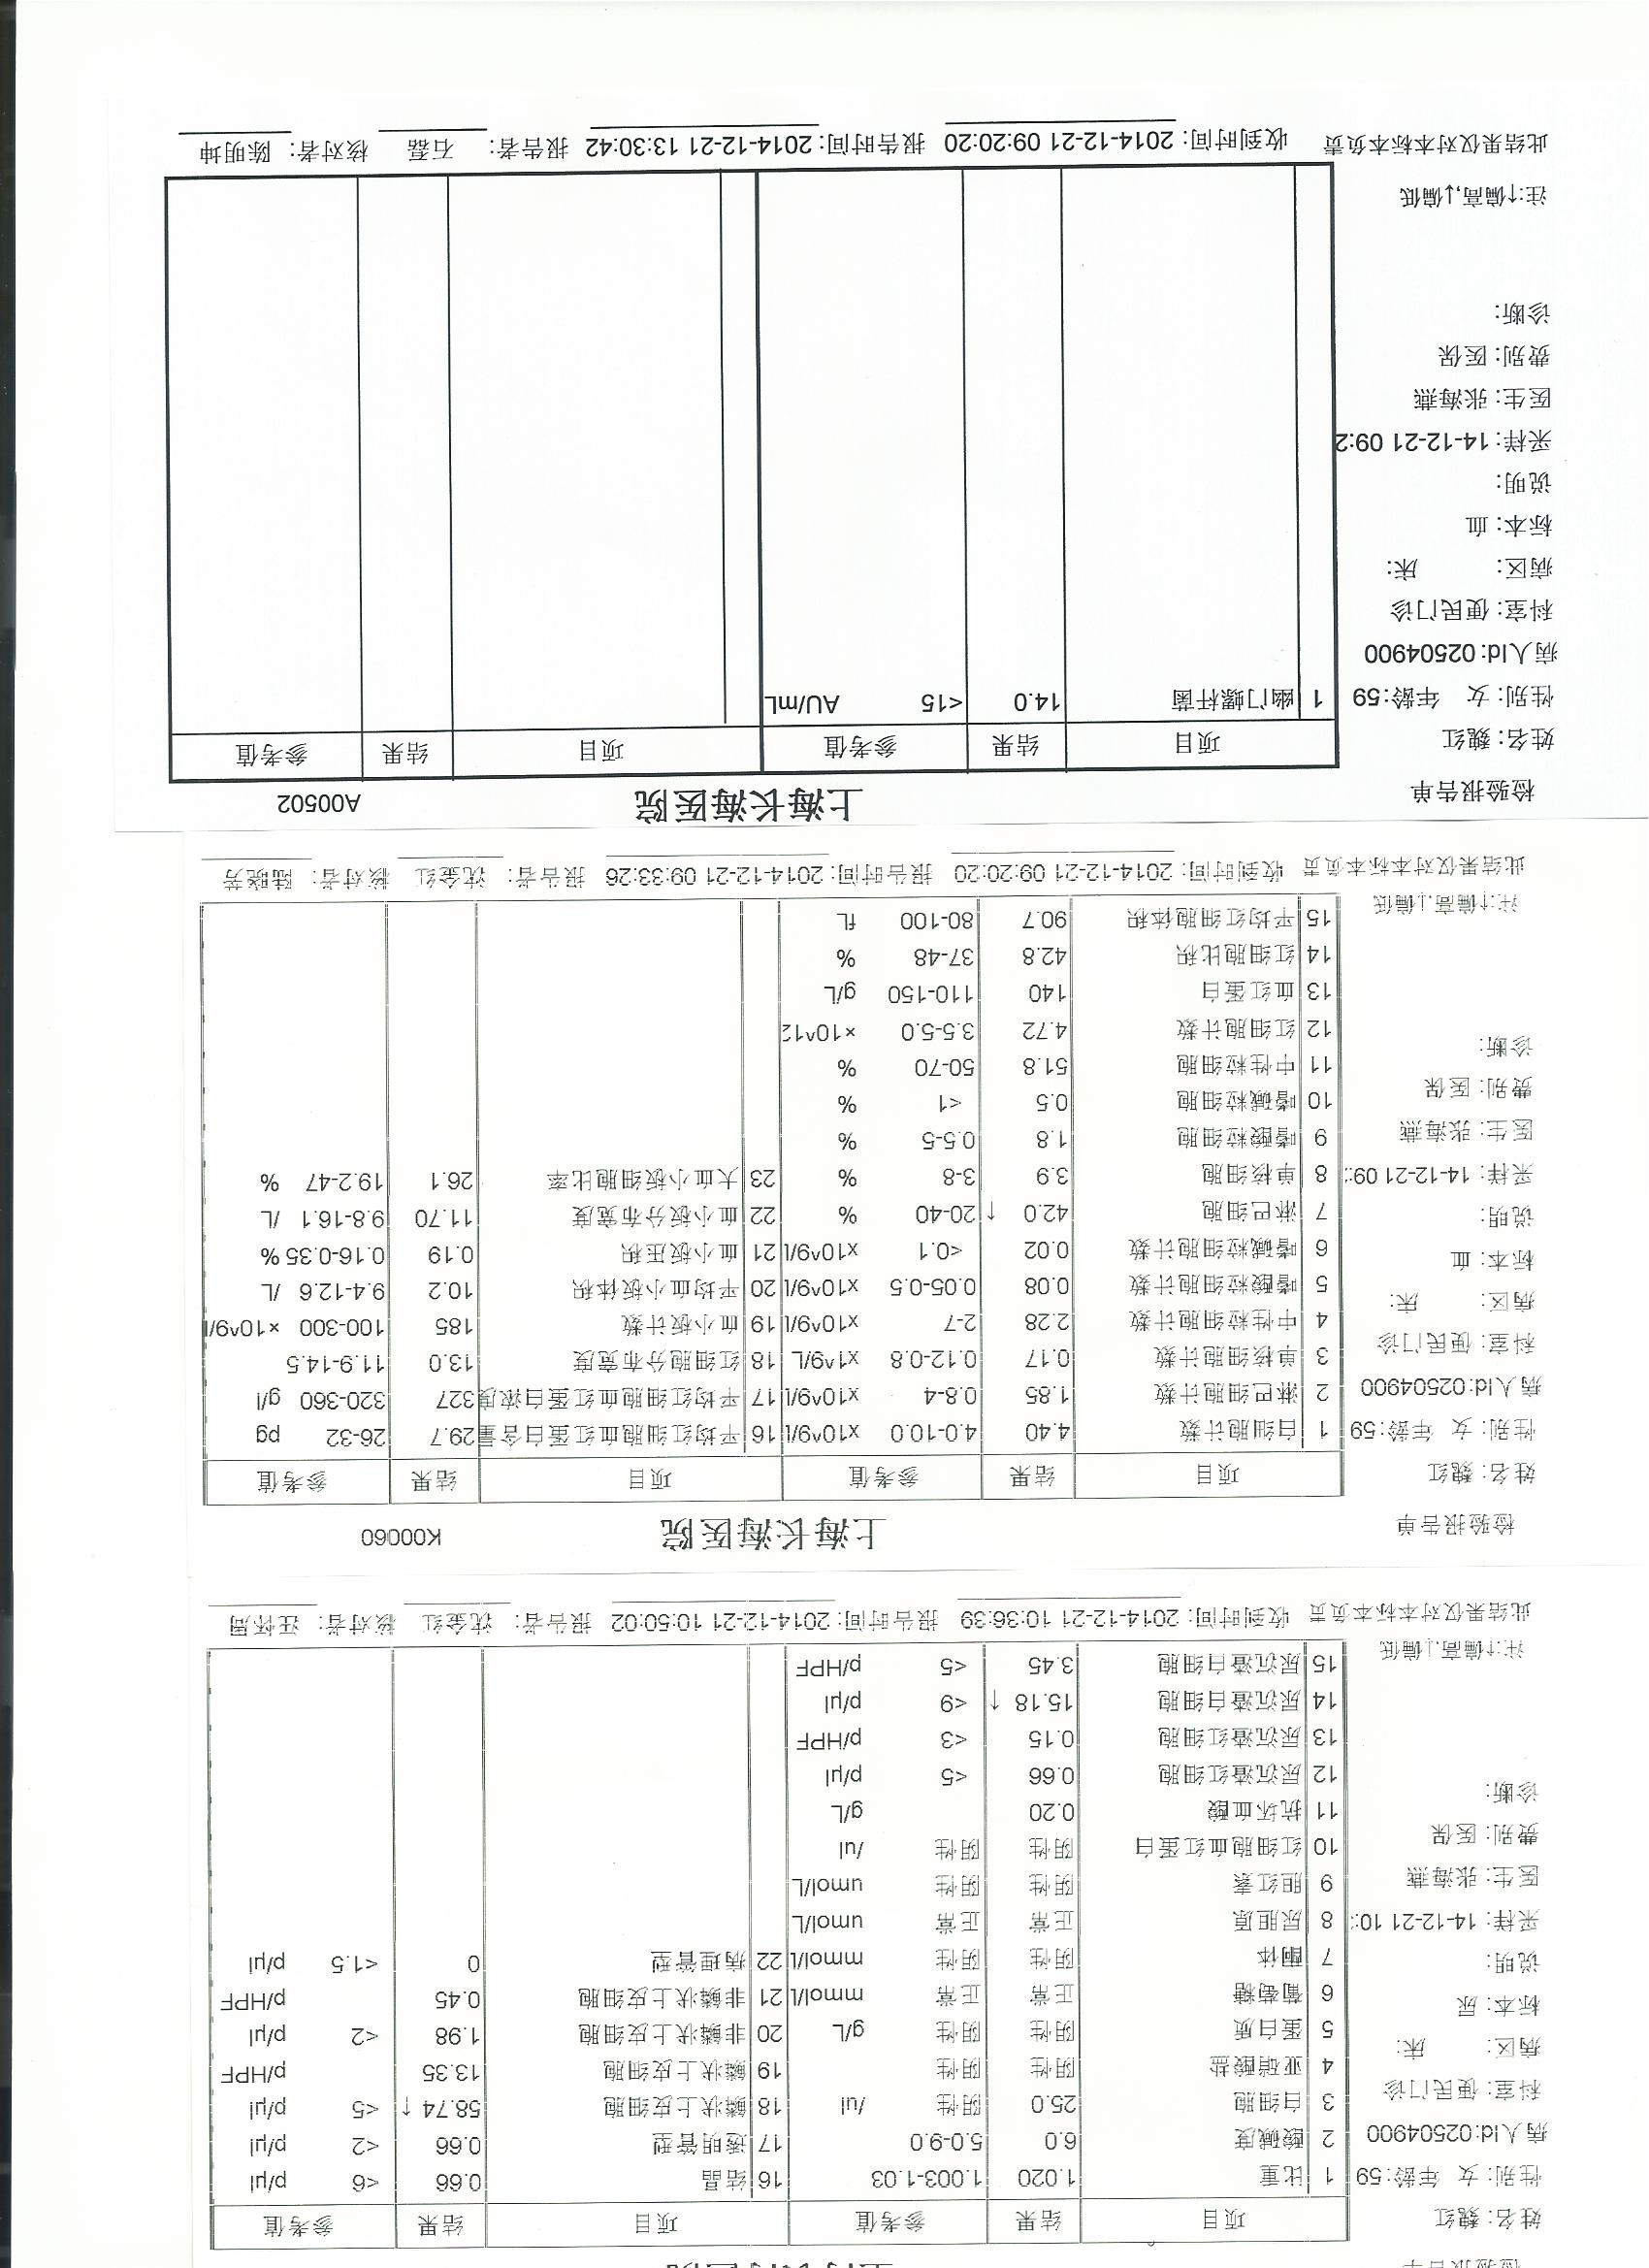 姓名: 魏红 项目 结果 参考值 项目 结果 参考值
性别: 女 年龄:59 1 比重 1.020 1.003-1.03 16 结晶 0.66 <6 p/μl
病人Id:02504900 2 酸碱度 6.0 5.0-9.0 17 透明管型 0.66 <2 p/μl
科室: 便民门诊 3 白细胞 25.0 阴性 /ul 18 鳞状上皮细胞 58.74 ↑ <5 p/μl
病区: 床: 4 亚硝酸盐 阴性 阴性 19 鳞状上皮细胞 13.35 p/HPF
标本: 尿 5 蛋白质 阴性 阴性 g/L 20 非鳞状上皮细胞 1.98 <2 p/μl
说明: 6 葡萄糖 正常 正常 mmol/l 21 非鳞状上皮细胞 0.45 p/HPF
采样: 14-12-21 10: 7 酮体 阴性 阴性 mmol/l 22 病理管型 0 <1.5 p/μl
医生: 张海燕 8 尿胆原 正常 正常 umol/L
费别: 医保 9 胆红素 阴性 阴性 umol/L
诊断: 10 红细胞血红蛋白 阴性 阴性 /ul
11 抗坏血酸 0.20 g/L
12 尿沉渣红细胞 0.66 <5 p/μl
13 尿沉渣红细胞 0.15 <3 p/HPF
14 尿沉渣白细胞 15.18 ↑ <9 p/μl
注:↑偏高,↓偏低 15 尿沉渣白细胞 3.45 <5 p/HPF
此结果仅对本标本负责 收到时间: 2014-12-21 10:36:39 报告时间: 2014-12-21 10:50:02 报告者: 沈金红 核对者: 汪怀周
检验报告单 上海长海医院 K00060
姓名: 魏红 项目 结果 参考值 项目 结果 参考值
性别: 女 年龄:59 1 白细胞计数 4.40 4.0-10.0 x10^9/l 16 平均红细胞血红蛋白含量 29.7 26-32 pg
病人Id:02504900 2 淋巴细胞计数 1.85 0.8-4 x10^9/l 17 平均红细胞血红蛋白浓度 327 320-360 g/l
科室: 便民门诊 3 单核细胞计数 0.17 0.12-0.8 x1^9/L 18 红细胞分布宽度 13.0 11.9-14.5
病区: 床: 4 中性粒细胞计数 2.28 2-7 x10^9/l 19 血小板计数 185 100-300 ×10^9/l
标本: 血 5 嗜酸粒细胞计数 0.08 0.05-0.5 x10^9/l 20 平均血小板体积 10.2 9.4-12.6 /L
说明: 6 嗜碱粒细胞计数 0.02 <0.1 x10^9/l 21 血小板压积 0.19 0.16-0.35 %
采样: 14-12-21 09: 7 淋巴细胞 42.0 ↑ 20-40 % 22 血小板分布宽度 11.70 9.8-16.1 /L
医生: 张海燕 8 单核细胞 3.9 3-8 % 23 大血小板细胞比率 26.1 19.2-47 %
费别: 医保 9 嗜酸粒细胞 1.8 0.5-5 %
诊断: 10 嗜碱粒细胞 0.5 <1 %
11 中性粒细胞 51.8 50-70 %
12 红细胞计数 4.72 3.5-5.0 ×10^12
13 血红蛋白 140 110-150 g/L
14 红细胞比积 42.8 37-48 %
注:↑偏高,↓偏低 15 平均红细胞体积 90.7 80-100 fL
此结果仅对本标本负责 收到时间: 2014-12-21 09:20:20 报告时间: 2014-12-21 09:33:26 报告者: 沈金红 核对者: 陆晓芳
检验报告单 上海长海医院 A00502
姓名: 魏红 项目 结果 参考值 项目 结果 参考值
性别: 女 年龄:59 1 幽门螺杆菌 14.0 <15 AU/mL
病人Id:02504900
科室: 便民门诊
病区: 床:
标本: 血
说明:
采样: 14-12-21 09:2
医生: 张海燕
费别: 医保
诊断:
注:↑偏高,↓偏低
此结果仅对本标本负责 收到时间: 2014-12-21 09:20:20 报告时间: 2014-12-21 13:30:42 报告者: 石磊 核对者: 陈明坤